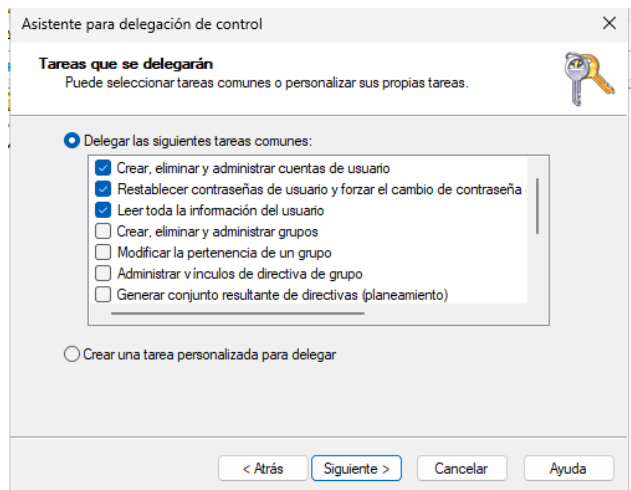 Asistente para delegación de control
Tareas que se delegarán
Puede seleccionar tareas comunes o personalizar sus propias tareas.
Delegar las siguientes tareas comunes:
Crear, eliminar y administrar cuentas de usuario
Restablecer contraseñas de usuario y forzar el cambio de contraseña
Leer toda la información del usuario
Crear, eliminar y administrar grupos
Modificar la pertenencia de un grupo
Administrar vínculos de directiva de grupo
Generar conjunto resultante de directivas (planeamiento)
Crear una tarea personalizada para delegar
< Atrás
Siguiente >
Cancelar
Ayuda